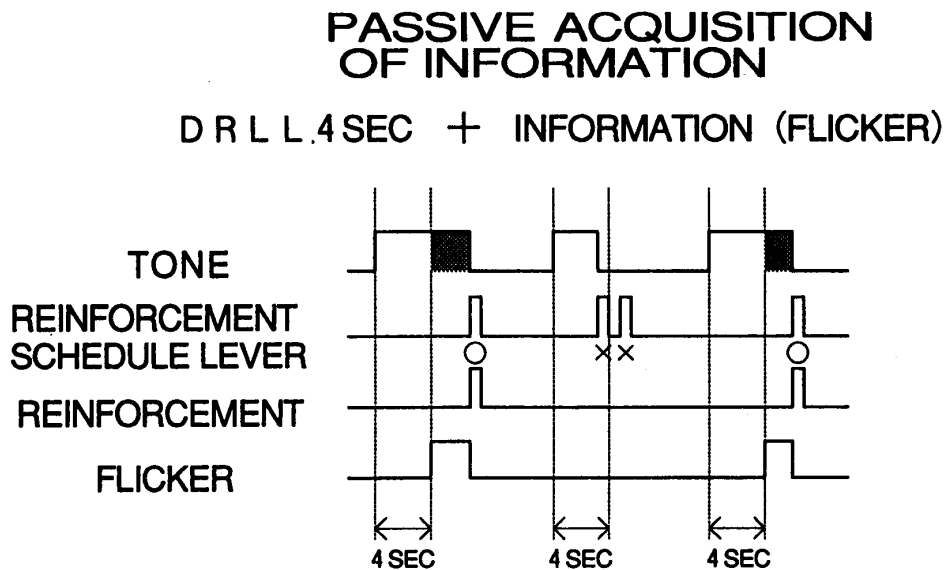 PASSIVE ACQUISITION
OF INFORMATION
D R L L.4 SEC + INFORMATION (FLICKER)
TONE
REINFORCEMENT
SCHEDULE LEVER
REINFORCEMENT
FLICKER
4 SEC 4 SEC 4 SEC